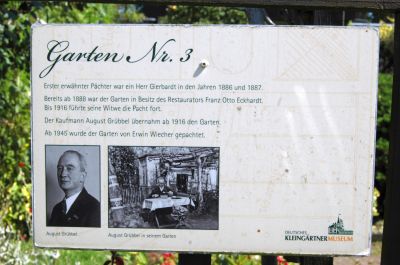 Garten Nr. 3
Erster erwähnter Pächter war ein Herr Gierbardt in den Jahren 1886 und 1887.
Bereits ab 1888 war der Garten in Besitz des Restaurators Franz Otto Eckhardt.
Bis 1916 führte seine Witwe die Pacht fort.
Der Kaufmann August Grübbel übernahm ab 1916 den Garten.
Ab 1945 wurde der Garten von Erwin Wiecher gepachtet.
August Grübbel
August Grübbel in seinem Garten
DEUTSCHES
KLEINGÄRTNERMUSEUM